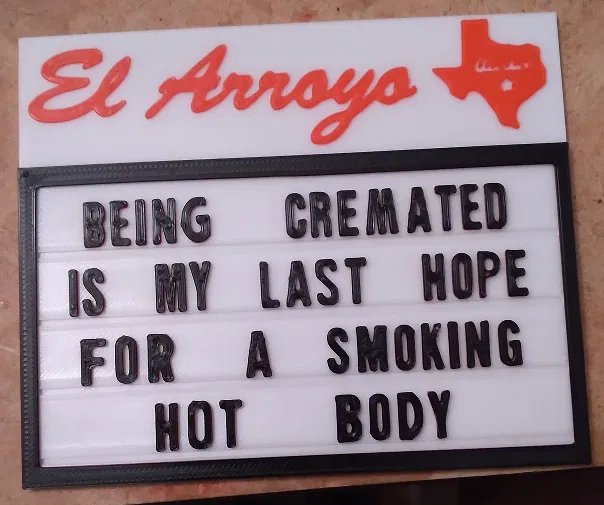 El Arroyo
BEING CREMATED
IS MY LAST HOPE
FOR A SMOKING
HOT BODY